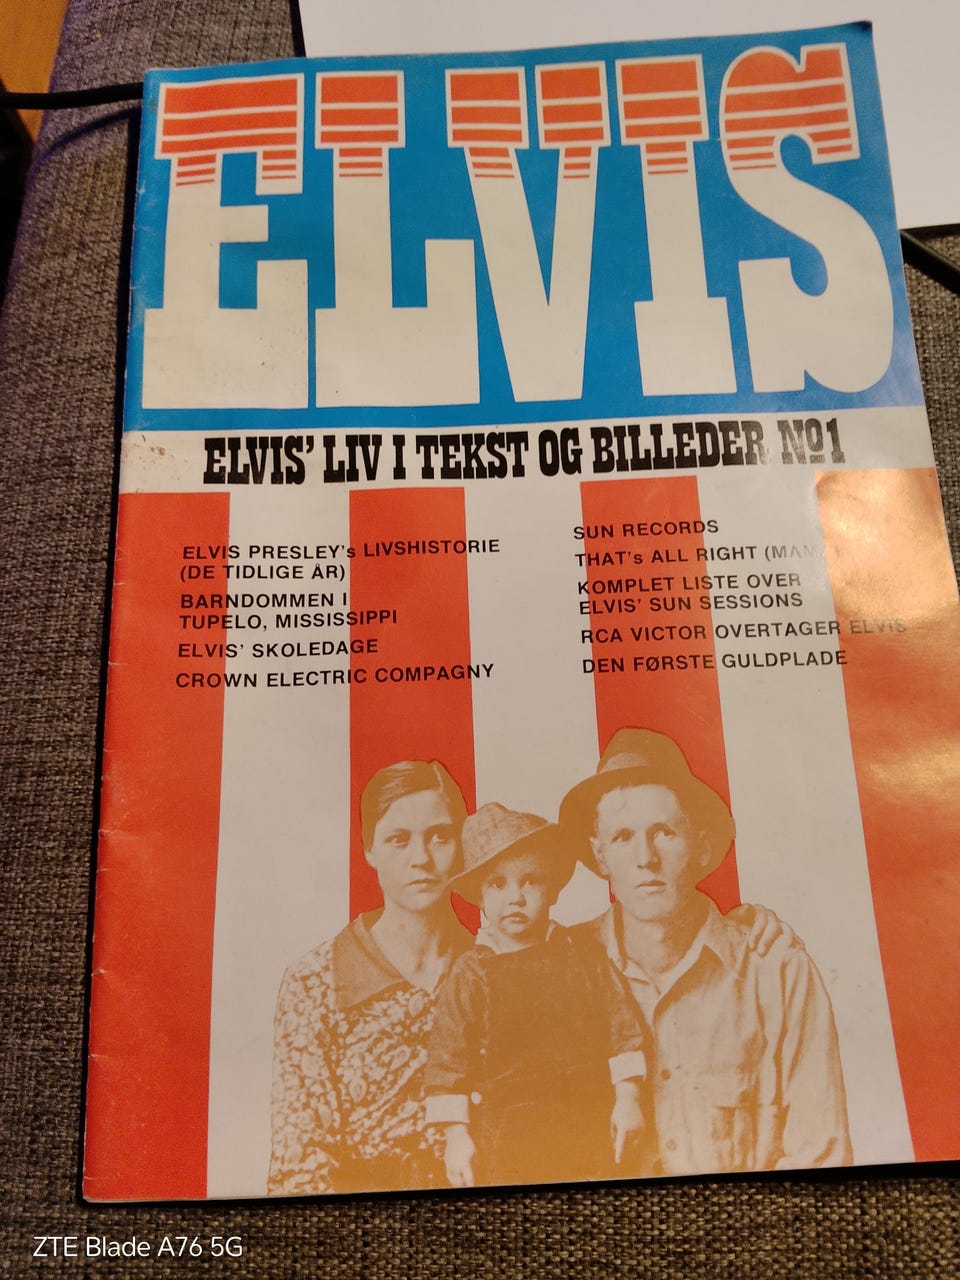 ELVIS
ELVIS' LIV I TEKST OG BILLEDER Nº1
ELVIS PRESLEY's LIVSHISTORIE
(DE TIDLIGE ÅR)
BARNDOMMEN I
TUPELO, MISSISSIPPI
ELVIS' SKOLEDAGE
CROWN ELECTRIC COMPAGNY
SUN RECORDS
THAT's ALL RIGHT (MAMA)
KOMPLET LISTE OVER
ELVIS' SUN SESSIONS
RCA VICTOR OVERTAGER ELVIS
DEN FØRSTE GULDPLADE
ZTE Blade A76 5G